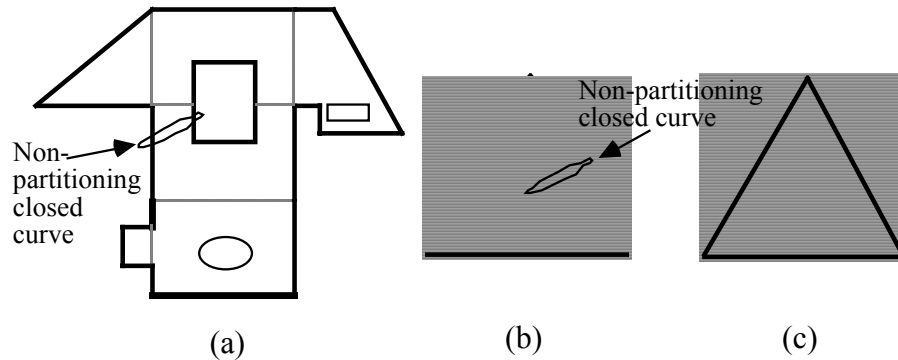 Non-
partitioning
closed
curve
Non-partitioning
closed curve
(a)
(b)
(c)